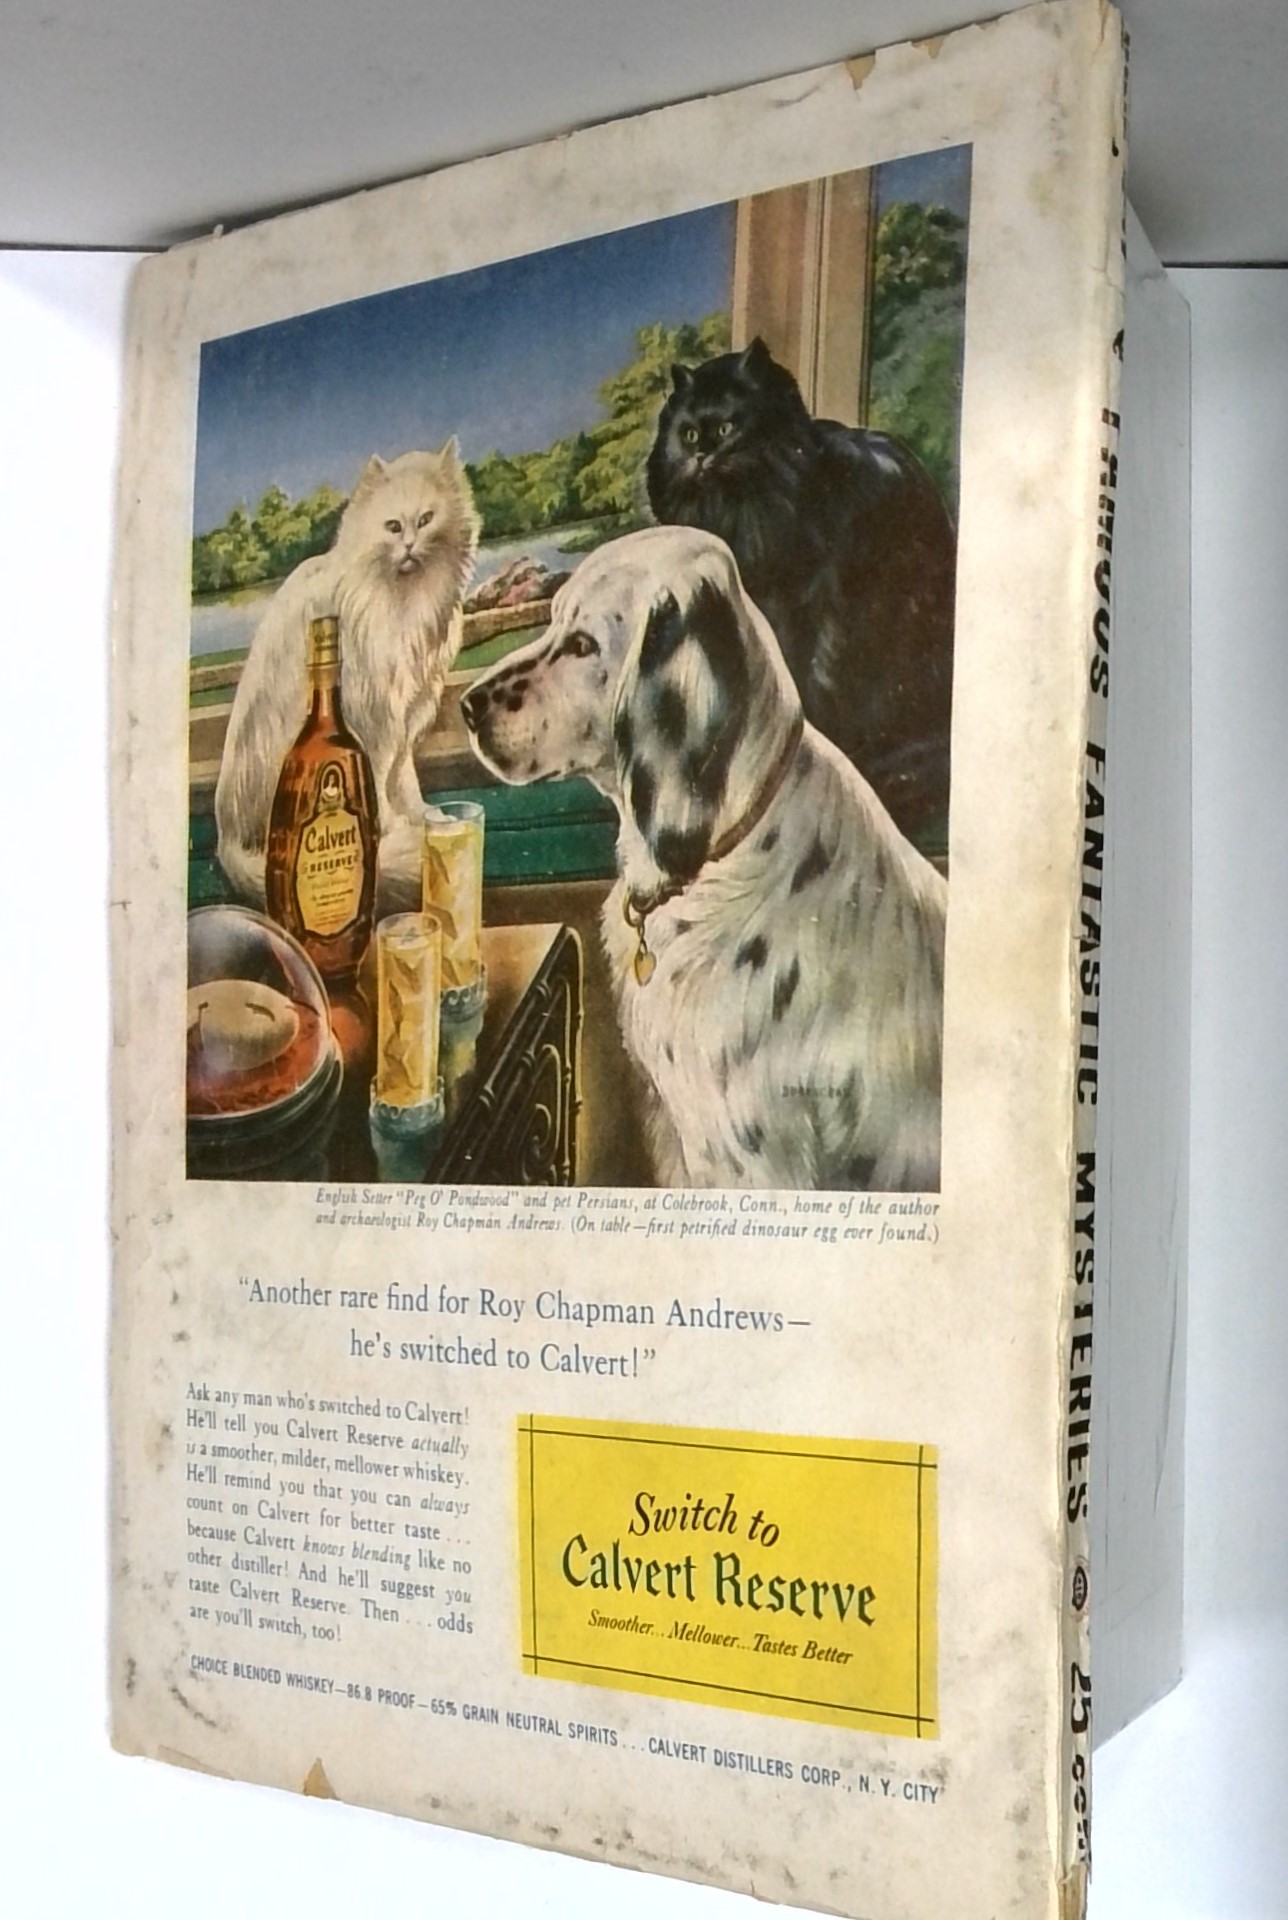 Calvert
RESERVE
English Setter "Peg O' Pondwood" and pet Persians, at Colebrook, Conn., home of the author
and archaeologist Roy Chapman Andrews. (On table—first petrified dinosaur egg ever found.)
"Another rare find for Roy Chapman Andrews—
he's switched to Calvert!"
Ask any man who's switched to Calvert!
He'll tell you Calvert Reserve actually
is a smoother, milder, mellower whiskey.
He'll remind you that you can always
count on Calvert for better taste...
because Calvert knows blending like no
other distiller! And he'll suggest you
taste Calvert Reserve. Then...odds
are you'll switch, too!
Switch to
Calvert Reserve
Smoother...Mellower...Tastes Better
CHOICE BLENDED WHISKEY—86.8 PROOF—65% GRAIN NEUTRAL SPIRITS...CALVERT DISTILLERS CORP., N. Y. CITY
FAMOUS FANTASTIC MYSTERIES 25